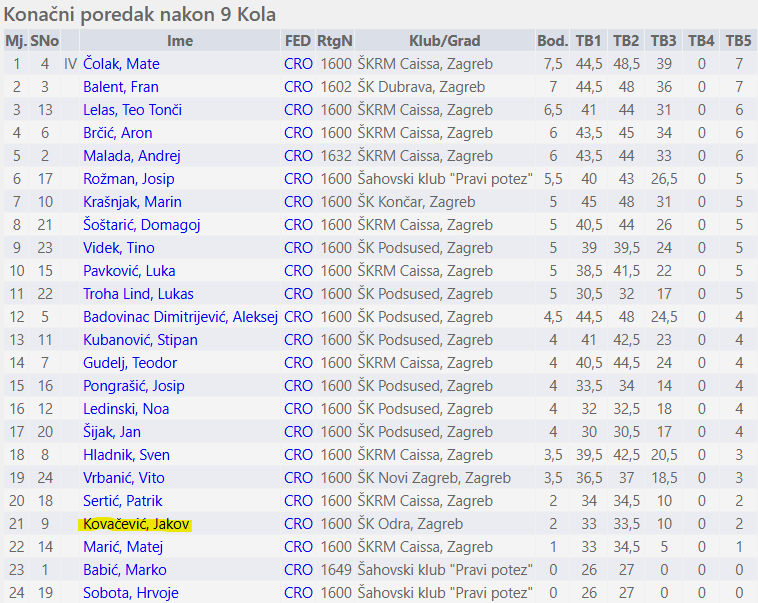 Konačni poredak nakon 9 Kola
Mj. SNo Ime FED RtgN Klub/Grad Bod. TB1 TB2 TB3 TB4 TB5
1 4 IV Čolak, Mate CRO 1600 ŠKRM Caissa, Zagreb 7,5 44,5 48,5 39 0 7
2 3 Balent, Fran CRO 1602 ŠK Dubrava, Zagreb 7 44,5 48 36 0 7
3 13 Lelas, Teo Tonči CRO 1600 ŠKRM Caissa, Zagreb 6,5 41 44 31 0 6
4 6 Brčić, Aron CRO 1600 ŠKRM Caissa, Zagreb 6 43,5 45 34 0 6
5 2 Malada, Andrej CRO 1632 ŠKRM Caissa, Zagreb 6 43,5 44 33 0 6
6 17 Rožman, Josip CRO 1600 Šahovski klub "Pravi potez" 5,5 40 43 26,5 0 5
7 10 Krašnjak, Marin CRO 1600 ŠK Končar, Zagreb 5 45 48 31 0 5
8 21 Šoštarić, Domagoj CRO 1600 ŠKRM Caissa, Zagreb 5 40,5 44 26 0 5
9 23 Videk, Tino CRO 1600 ŠK Podsused, Zagreb 5 39 39,5 24 0 5
10 15 Pavković, Luka CRO 1600 ŠKRM Caissa, Zagreb 5 38,5 41,5 22 0 5
11 22 Troha Lind, Lukas CRO 1600 ŠK Podsused, Zagreb 5 30,5 32 17 0 5
12 5 Badovinac Dimitrijević, Aleksej CRO 1600 ŠK Podsused, Zagreb 4,5 44,5 48 24,5 0 4
13 11 Kubanović, Stipan CRO 1600 ŠK Podsused, Zagreb 4 41 42,5 23 0 4
14 7 Gudelj, Teodor CRO 1600 ŠKRM Caissa, Zagreb 4 40,5 44,5 24 0 4
15 16 Pongrašić, Josip CRO 1600 ŠK Podsused, Zagreb 4 33,5 34 14 0 4
16 12 Ledinski, Noa CRO 1600 ŠK Podsused, Zagreb 4 32 32,5 18 0 4
17 20 Šijak, Jan CRO 1600 ŠK Podsused, Zagreb 4 30 30,5 17 0 4
18 8 Hladnik, Sven CRO 1600 ŠKRM Caissa, Zagreb 3,5 39,5 42,5 20,5 0 3
19 24 Vrbanić, Vito CRO 1600 ŠK Novi Zagreb, Zagreb 3,5 36,5 37 18,5 0 3
20 18 Sertić, Patrik CRO 1600 ŠKRM Caissa, Zagreb 2 34 34,5 10 0 2
21 9 Kovačević, Jakov CRO 1600 ŠK Odra, Zagreb 2 33 33,5 10 0 2
22 14 Marić, Matej CRO 1600 ŠKRM Caissa, Zagreb 1 33 34,5 5 0 1
23 1 Babić, Marko CRO 1649 Šahovski klub "Pravi potez" 0 26 27 0 0 0
24 19 Sobota, Hrvoje CRO 1600 Šahovski klub "Pravi potez" 0 26 27 0 0 0